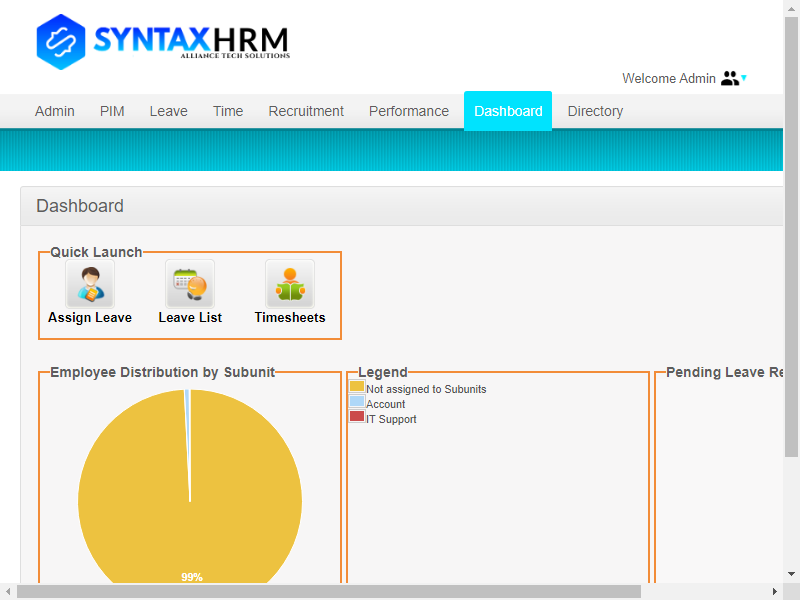 SYNTAXHRM
ALLIANCE TECH SOLUTIONS
Welcome Admin
Admin PIM Leave Time Recruitment Performance Dashboard Directory
Dashboard
Quick Launch
Assign Leave Leave List Timesheets
Employee Distribution by Subunit
99%
Legend
Not assigned to Subunits
Account
IT Support
Pending Leave Re